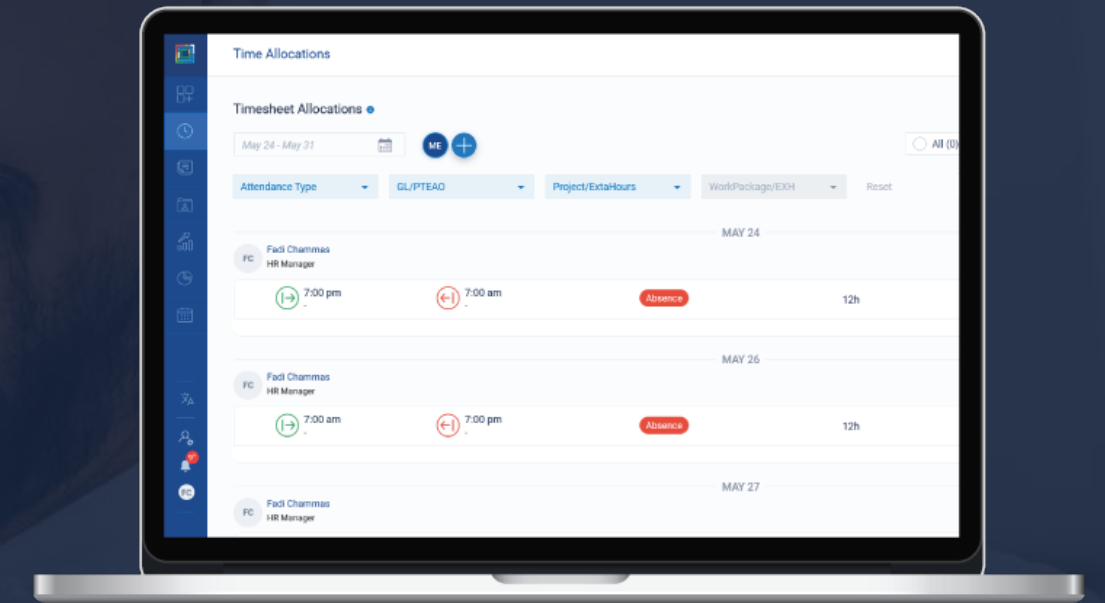 Time Allocations
Timesheet Allocations
May 24 - May 31
ME
All (0)
Attendance Type
GL/PTEAO
Project/ExtaHours
WorkPackage/EXH
Reset
MAY 24
FC
Fadi Chammas
HR Manager
7:00 pm
-
7:00 am
-
Absence
12h
MAY 26
FC
Fadi Chammas
HR Manager
7:00 am
-
7:00 pm
-
Absence
12h
MAY 27
FC
Fadi Chammas
HR Manager
FC